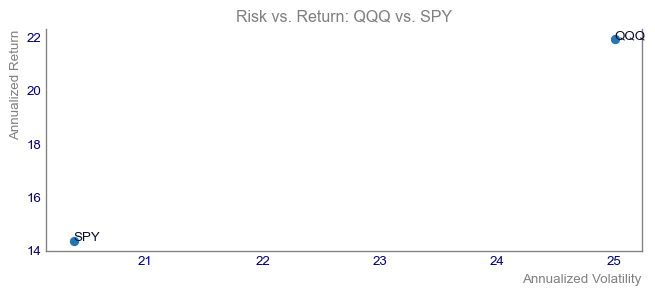 Risk vs. Return: QQQ vs. SPY
Annualized Return
22
20
18
16
14
QQQ
SPY
21
22
23
24
25
Annualized Volatility